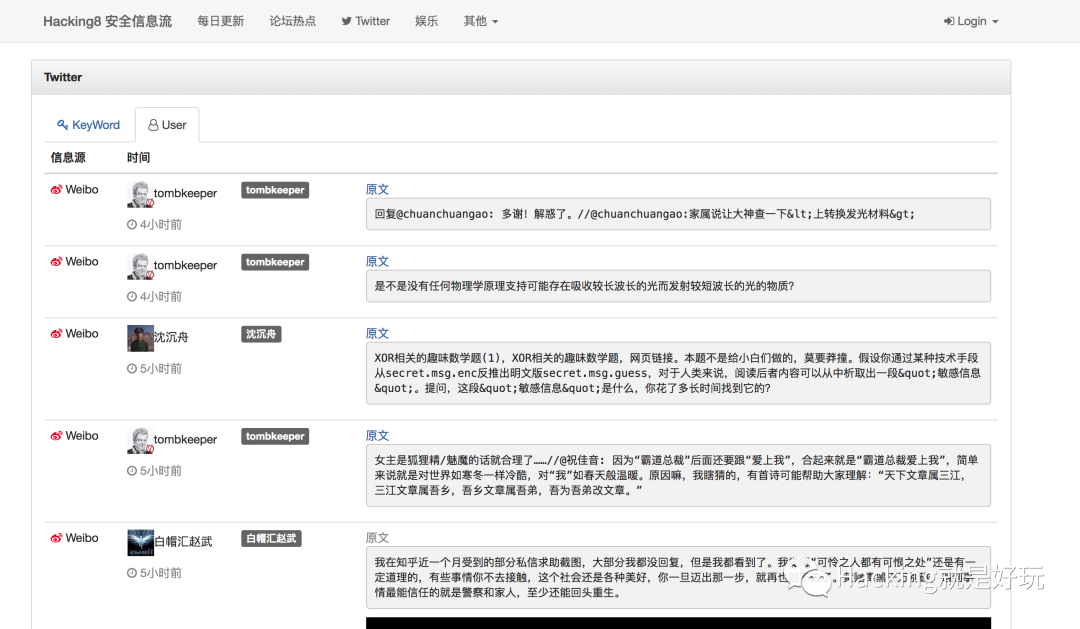 Hacking8 安全信息流 每日更新 论坛热点 Twitter 娱乐 其他 Login
Twitter
KeyWord User
信息源 时间
Weibo tombkeeper tombkeeper 原文
4小时前
回复@chuanchuangao: 多谢! 解惑了。//@chuanchuangao:家属说让大神查一下&lt;上转换发光材料&gt;
Weibo tombkeeper tombkeeper 原文
4小时前
是不是没有任何物理学原理支持可能存在吸收较长波长的光而发射较短波长的光的物质?
Weibo 沈沉舟 沈沉舟 原文
5小时前
XOR相关的趣味数学题(1), XOR相关的趣味数学题, 网页链接。本题不是给小白们做的, 莫要莽撞。假设你通过某种技术手段
从secret.msg.enc反推出明文版secret.msg.guess, 对于人类来说, 阅读后者内容可以从中析取出一段&quot;敏感信息
&quot;。提问, 这段&quot;敏感信息&quot;是什么, 你花了多长时间找到它的?
Weibo tombkeeper tombkeeper 原文
5小时前
女主是狐狸精/魅魔的话就合理了……//@祝佳音: 因为“霸道总裁”后面还要跟“爱上我”, 合起来就是“霸道总裁爱上我”, 简单
来说就是对世界如寒冬一样冷酷, 对“我”如春天般温暖。原因嘛, 我瞎猜的, 有首诗可能帮助大家理解: “天下文章属三江,
三江文章属吾乡, 吾乡文章属吾弟, 吾为吾弟改文章。”
Weibo 白帽汇赵武 白帽汇赵武 原文
5小时前
我在知乎近一个月受到的部分私信求助截图, 大部分我都没回复, 但是我都看到了。我“可怜之人都有可恨之处”还是有一
定道理的, 有些事情你不去接触, 这个社会还是各种美好, 你一旦迈出那一步, 就再也
情最能信任的就是警察和家人, 至少还能回头重生。
hacking就是好玩